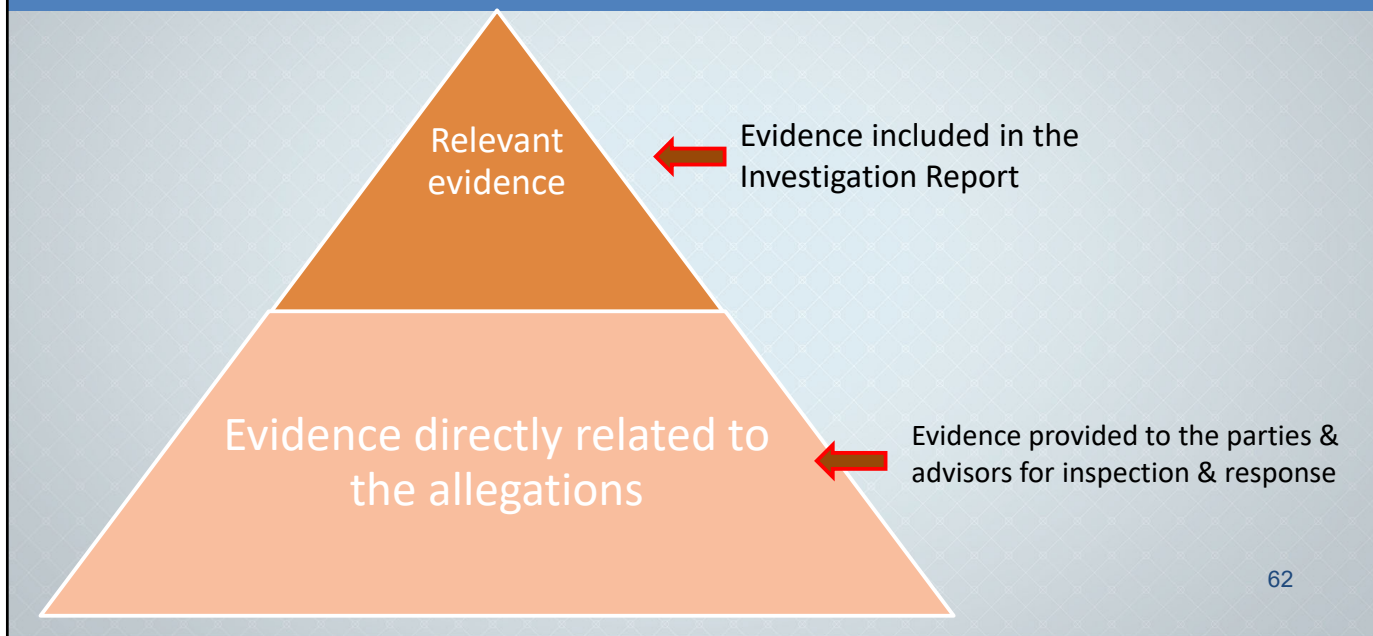 Relevant
evidence
Evidence included in the
Investigation Report
Evidence directly related to
the allegations
Evidence provided to the parties &
advisors for inspection & response
62